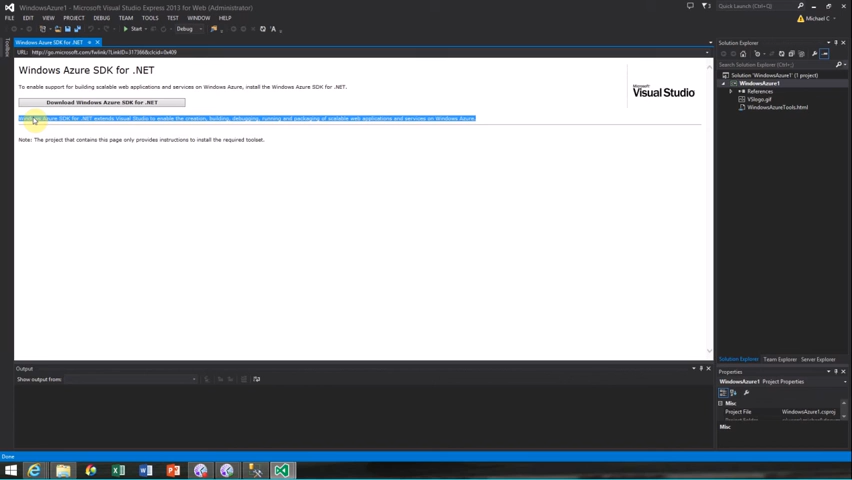 WindowsAzure1 - Microsoft Visual Studio Express 2013 for Web (Administrator)
Quick Launch (Ctrl+Q)
FILE EDIT VIEW PROJECT DEBUG TEAM TOOLS TEST WINDOW HELP
Michael C
Start
Debug
Toolbox
Windows Azure SDK for .NET
URL: http://go.microsoft.com/fwlink/?LinkID=317366&clcid=0x409
Windows Azure SDK for .NET
To enable support for building scalable web applications and services on Windows Azure, install the Windows Azure SDK for .NET.
Download Windows Azure SDK for .NET
Windows Azure SDK for .NET extends Visual Studio to enable the creation, building, debugging, running and packaging of scalable web applications and services on Windows Azure.
Note: The project that contains this page only provides instructions to install the required toolset.
Microsoft
Visual Studio
Solution Explorer
Search Solution Explorer (Ctrl+;)
Solution 'WindowsAzure1' (1 project)
WindowsAzure1
References
VSlogo.gif
WindowsAzureTools.html
Solution Explorer Team Explorer Server Explorer
Output
Show output from:
Properties
WindowsAzure1 Project Properties
Misc
Project File WindowsAzure1.csproj
Misc
Done